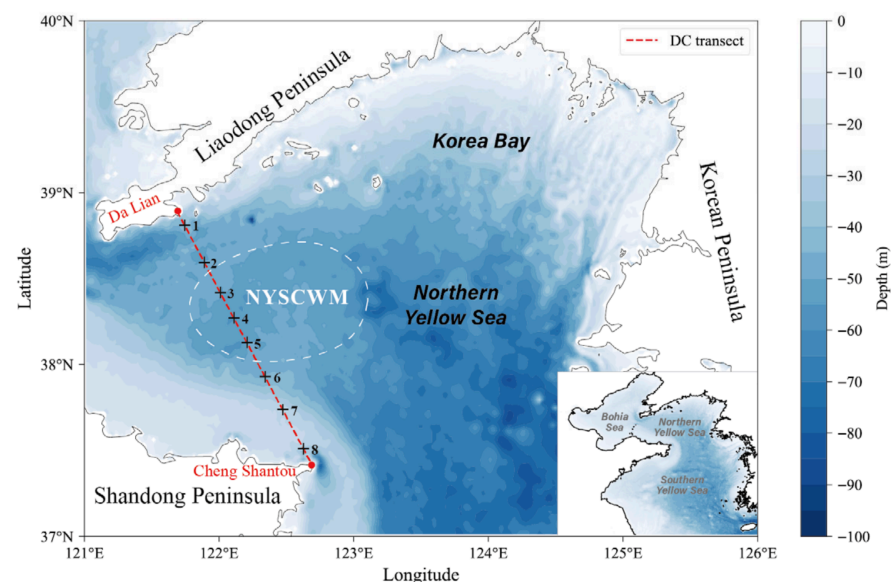 40°N
39°N
38°N
37°N
Latitude
121°E
122°E
123°E
124°E
125°E
126°E
Longitude
DC transect
Liaodong Peninsula
Korea Bay
Korean Peninsula
Da Lian
1
2
3
4
5
6
7
8
NYSCWM
Northern
Yellow Sea
Cheng Shantou
Shandong Peninsula
Bohia
Sea
Northern
Yellow Sea
Southern
Yellow Sea
0
−10
−20
−30
−40
−50
−60
−70
−80
−90
−100
Depth (m)